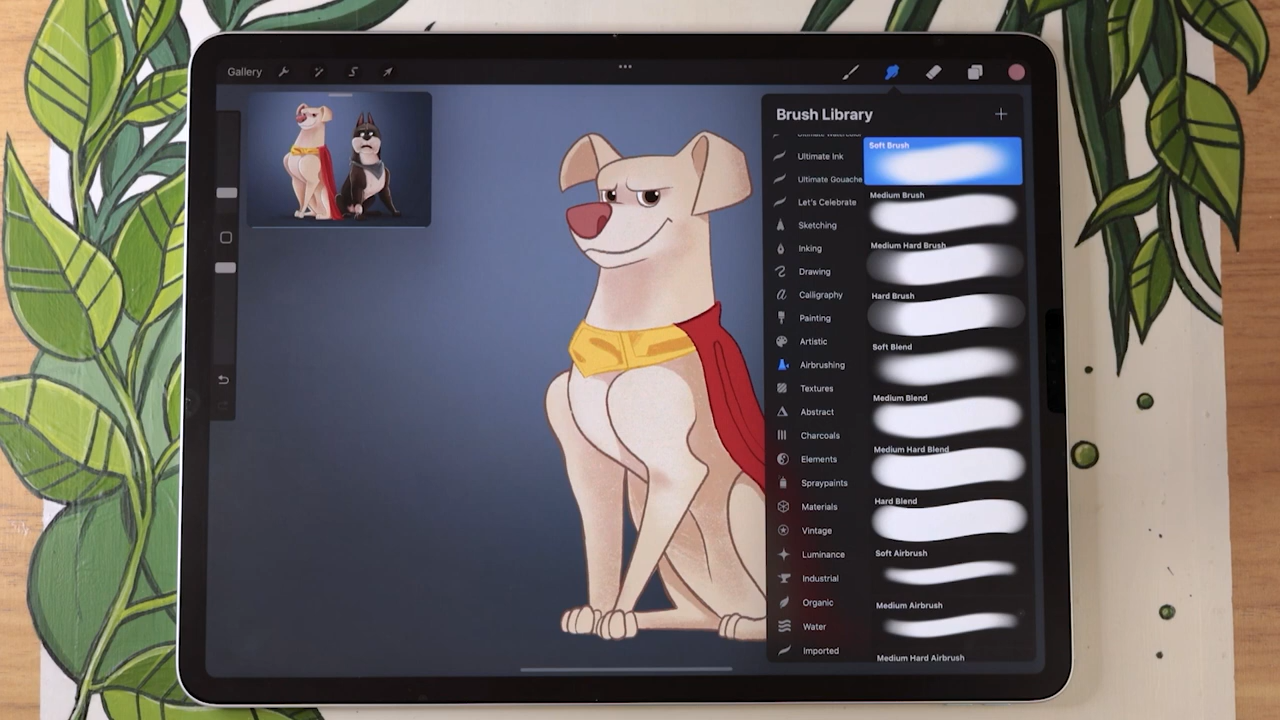 Gallery
Brush Library
Ultimate Ink
Ultimate Gouache
Let's Celebrate
Sketching
Inking
Drawing
Calligraphy
Painting
Artistic
Airbrushing
Textures
Abstract
Charcoals
Elements
Spraypaints
Materials
Vintage
Luminance
Industrial
Organic
Water
Imported
Soft Brush
Medium Brush
Medium Hard Brush
Hard Brush
Soft Blend
Medium Blend
Medium Hard Blend
Hard Blend
Soft Airbrush
Medium Airbrush
Medium Hard Airbrush